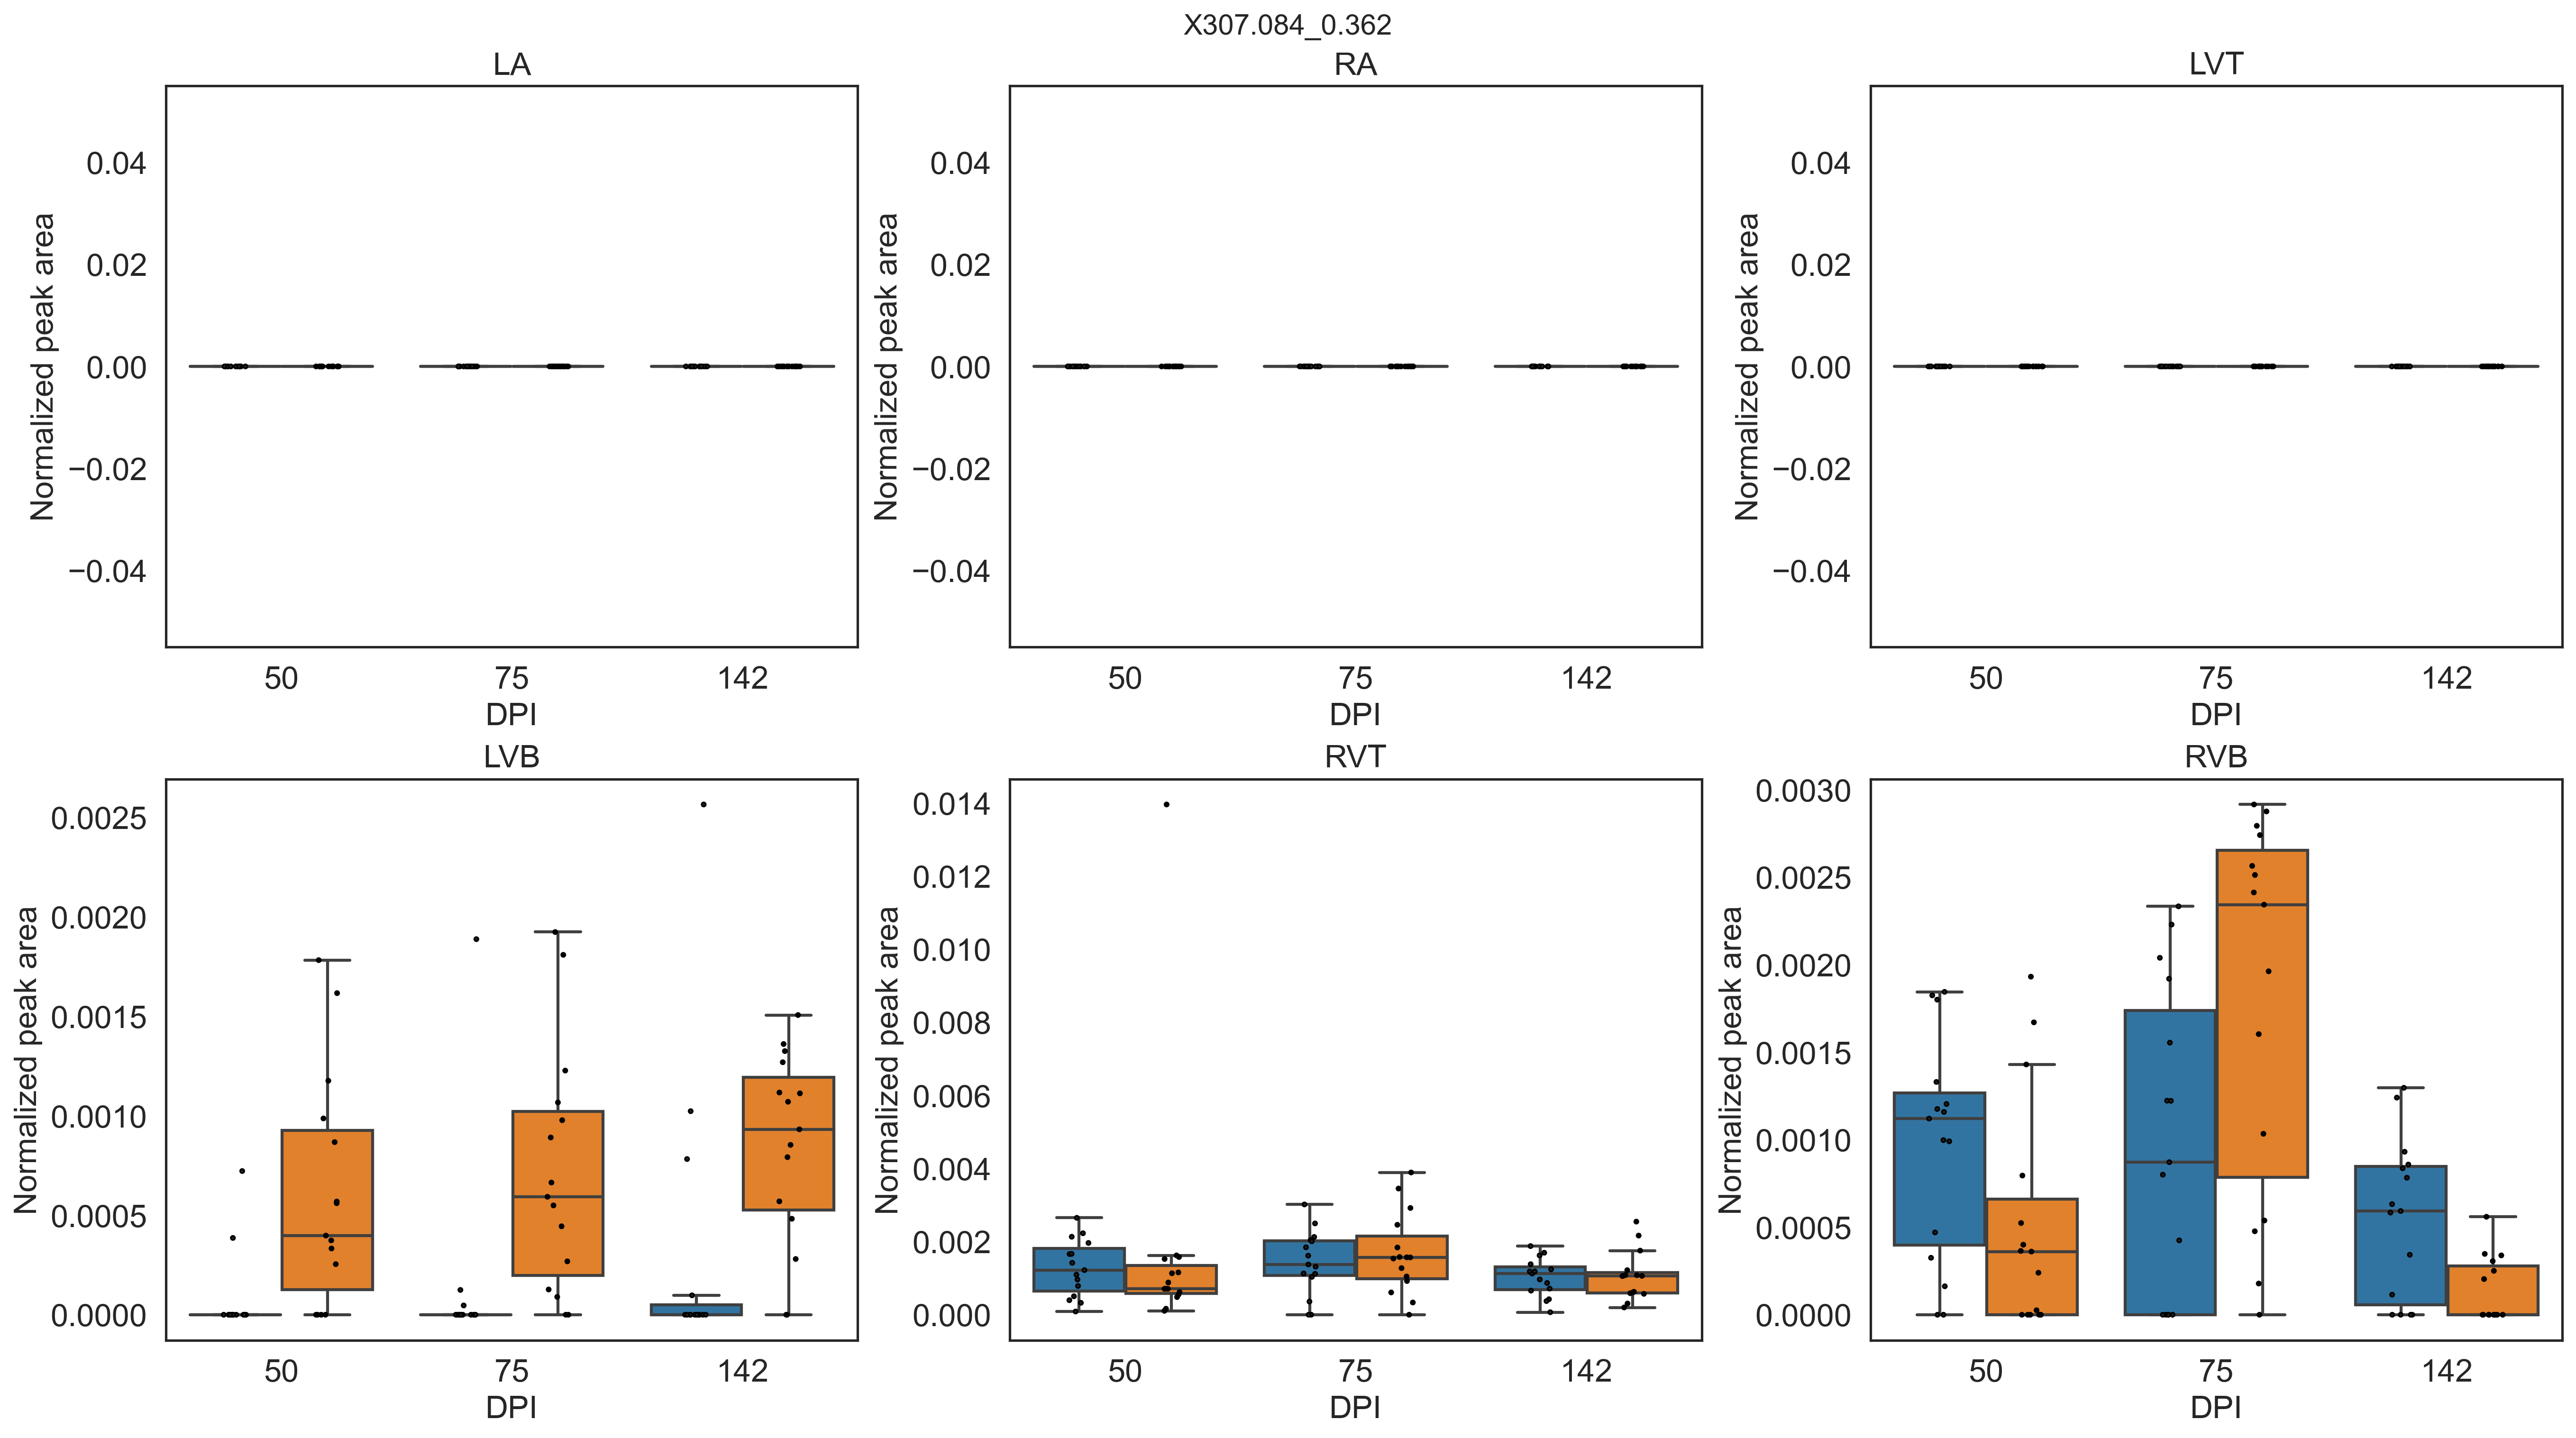 X307.084_0.362
LA
RA
LVT
Normalized peak area
0.04
0.02
0.00
−0.02
−0.04
50
75
142
DPI
Normalized peak area
0.04
0.02
0.00
−0.02
−0.04
50
75
142
DPI
Normalized peak area
0.04
0.02
0.00
−0.02
−0.04
50
75
142
DPI
LVB
Normalized peak area
0.0025
0.0020
0.0015
0.0010
0.0005
0.0000
50
75
142
DPI
RVT
Normalized peak area
0.014
0.012
0.010
0.008
0.006
0.004
0.002
0.000
50
75
142
DPI
RVB
Normalized peak area
0.0030
0.0025
0.0020
0.0015
0.0010
0.0005
0.0000
50
75
142
DPI